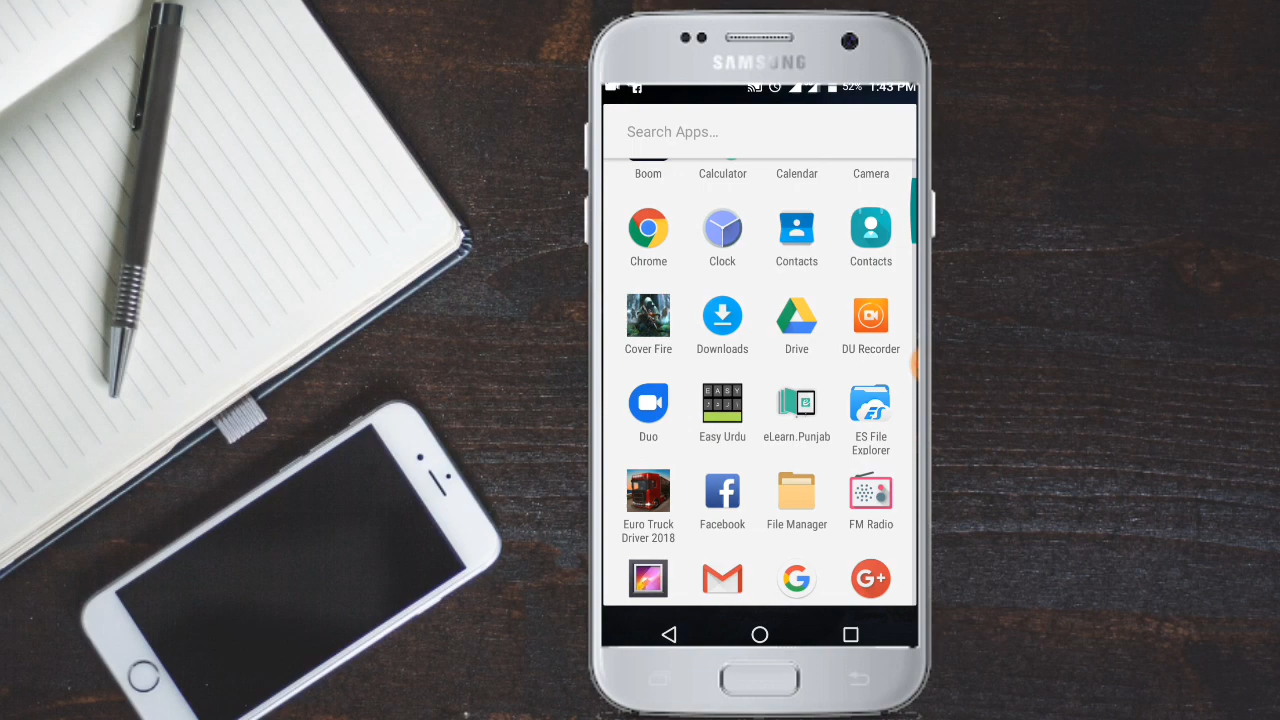 SAMSUNG
52% 1:43 PM
Search Apps...
Boom Calculator Calendar Camera
Chrome Clock Contacts Contacts
Cover Fire Downloads Drive DU Recorder
EASY
Duo Easy Urdu eLearn.Punjab ES File
Explorer
Euro Truck Facebook File Manager FM Radio
Driver 2018
G+